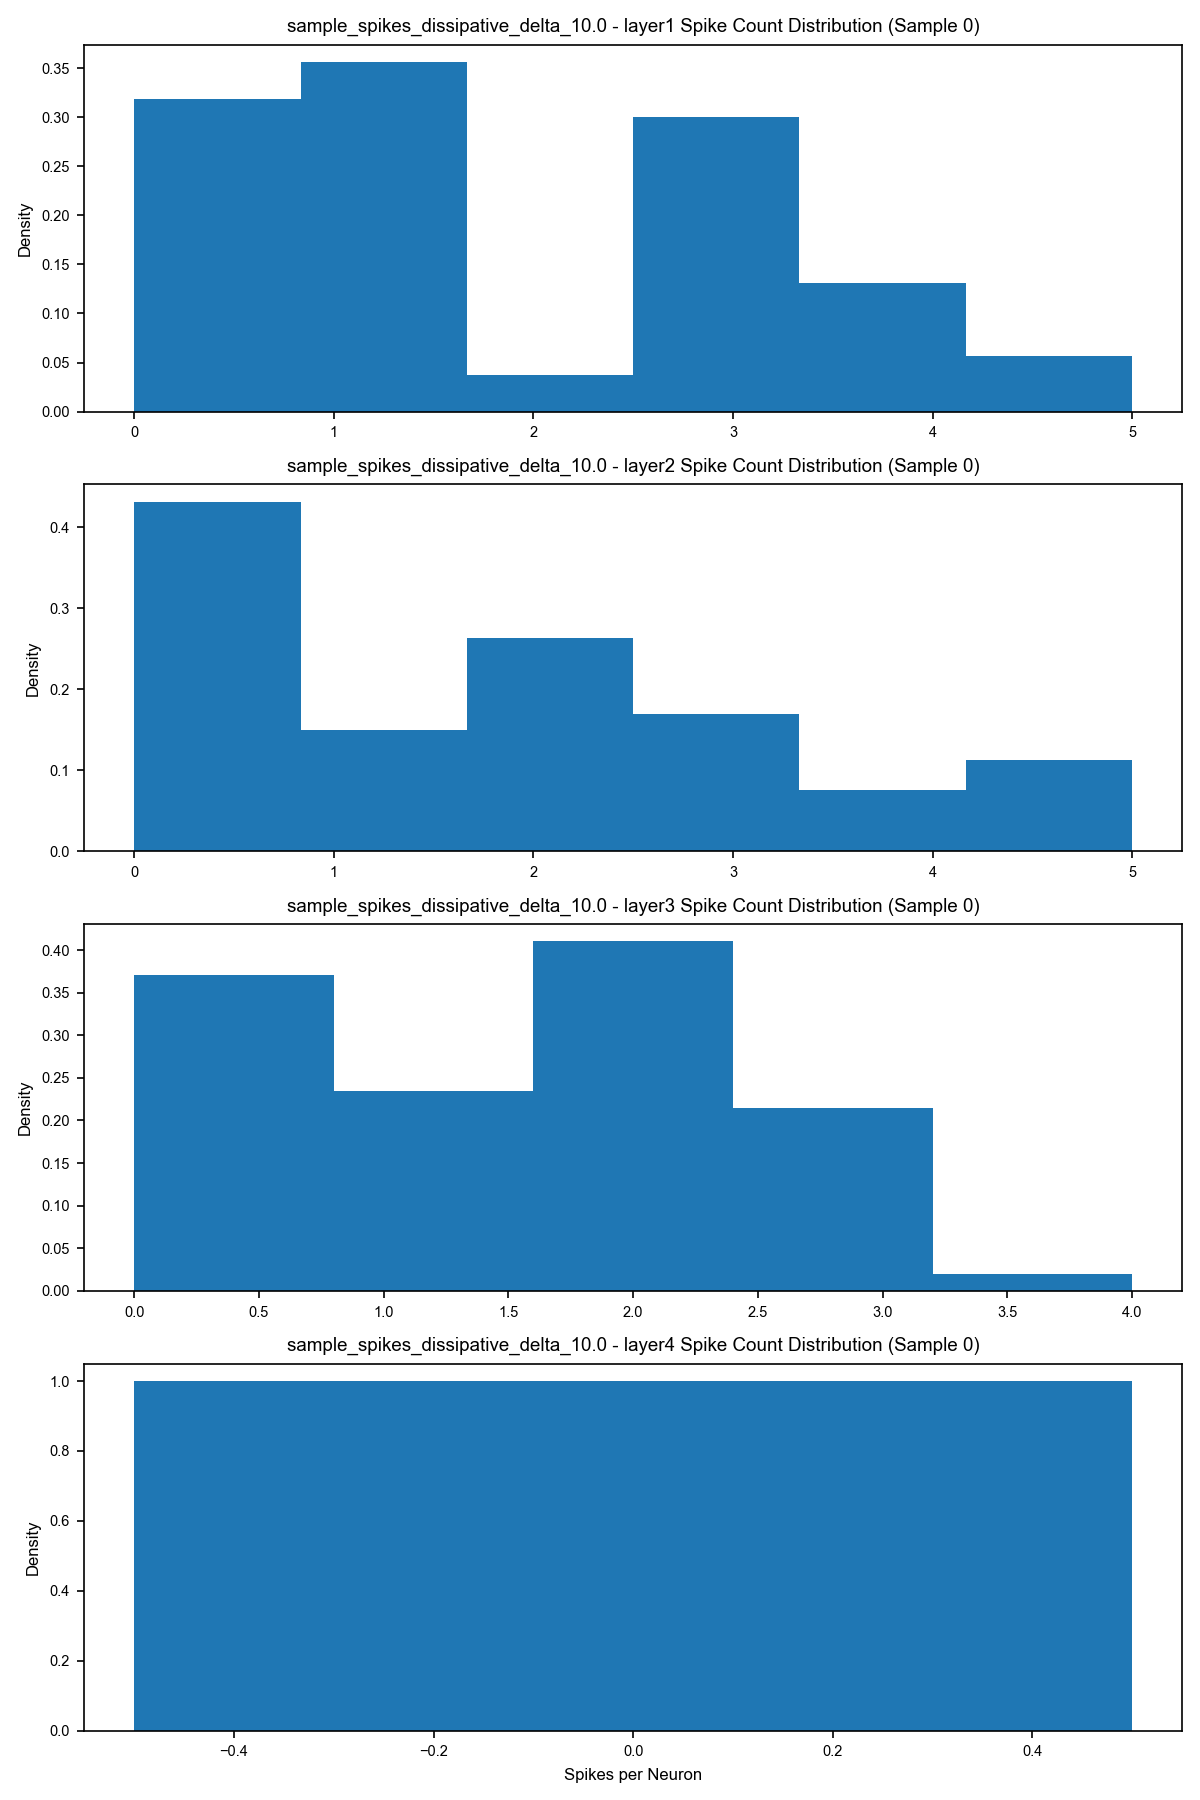 sample_spikes_dissipative_delta_10.0 - layer1 Spike Count Distribution (Sample 0)
0.35
0.30
0.25
0.20
0.15
0.10
0.05
0.00
Density
0 1 2 3 4 5
sample_spikes_dissipative_delta_10.0 - layer2 Spike Count Distribution (Sample 0)
0.4
0.3
0.2
0.1
0.0
Density
0 1 2 3 4 5
sample_spikes_dissipative_delta_10.0 - layer3 Spike Count Distribution (Sample 0)
0.40
0.35
0.30
0.25
0.20
0.15
0.10
0.05
0.00
Density
0.0 0.5 1.0 1.5 2.0 2.5 3.0 3.5 4.0
sample_spikes_dissipative_delta_10.0 - layer4 Spike Count Distribution (Sample 0)
1.0
0.8
0.6
0.4
0.2
0.0
Density
−0.4 −0.2 0.0 0.2 0.4
Spikes per Neuron